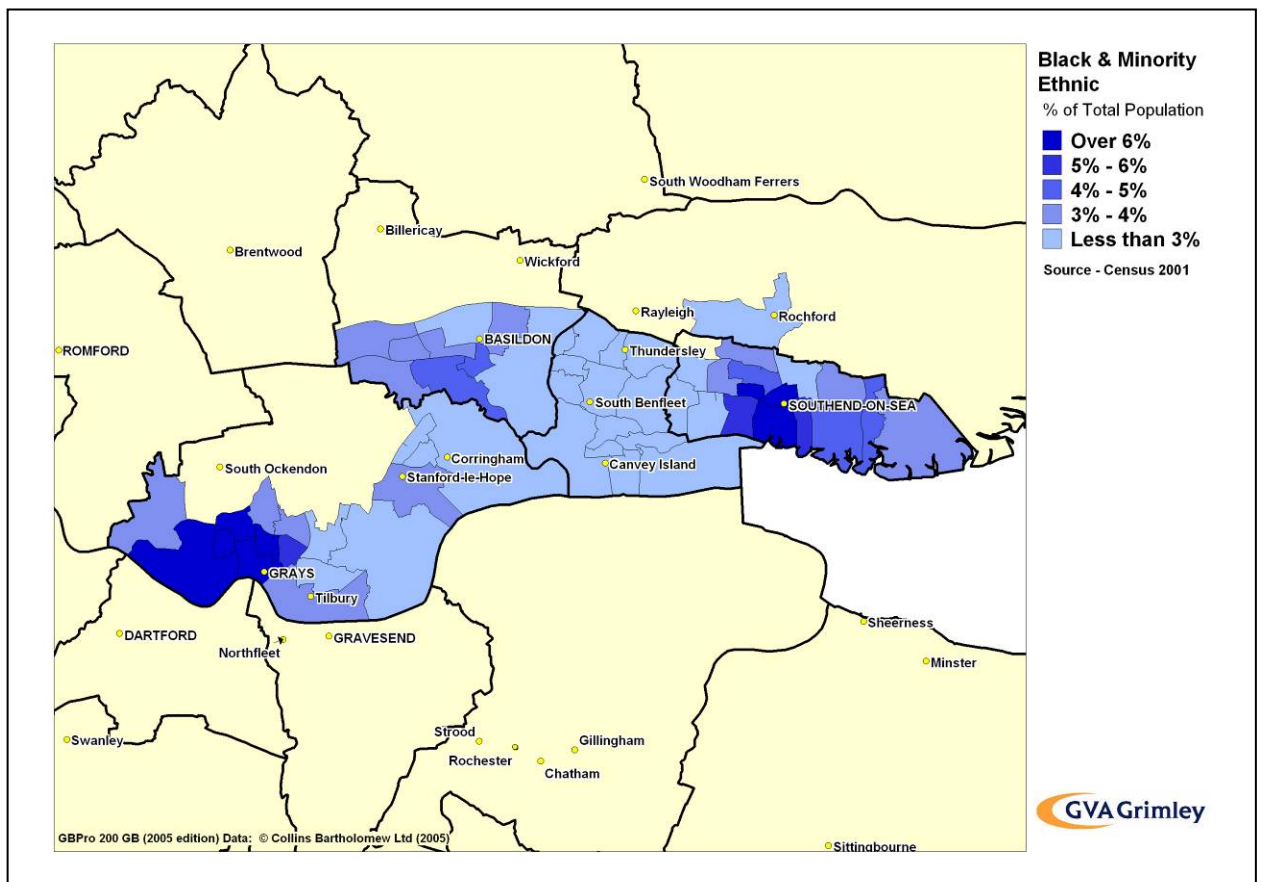 Black & Minority
Ethnic
% of Total Population
Over 6%
5% - 6%
4% - 5%
3% - 4%
Less than 3%
Source - Census 2001
South Woodham Ferrers
Billericay
Brentwood
Wickford
Rayleigh
Rochford
BASILDON
ROMFORD
Thundersley
South Benfleet
SOUTHEND-ON-SEA
Corringham
Canvey Island
South Ockendon
Stanford-le-Hope
GRAYS
Tilbury
Sheerness
DARTFORD
GRAVESEND
Northfleet
Minster
Strood
Swanley
Gillingham
Rochester
Chatham
GVA Grimley
GBPro 200 GB (2005 edition) Data: © Collins Bartholomew Ltd (2005)
Sittingbourne